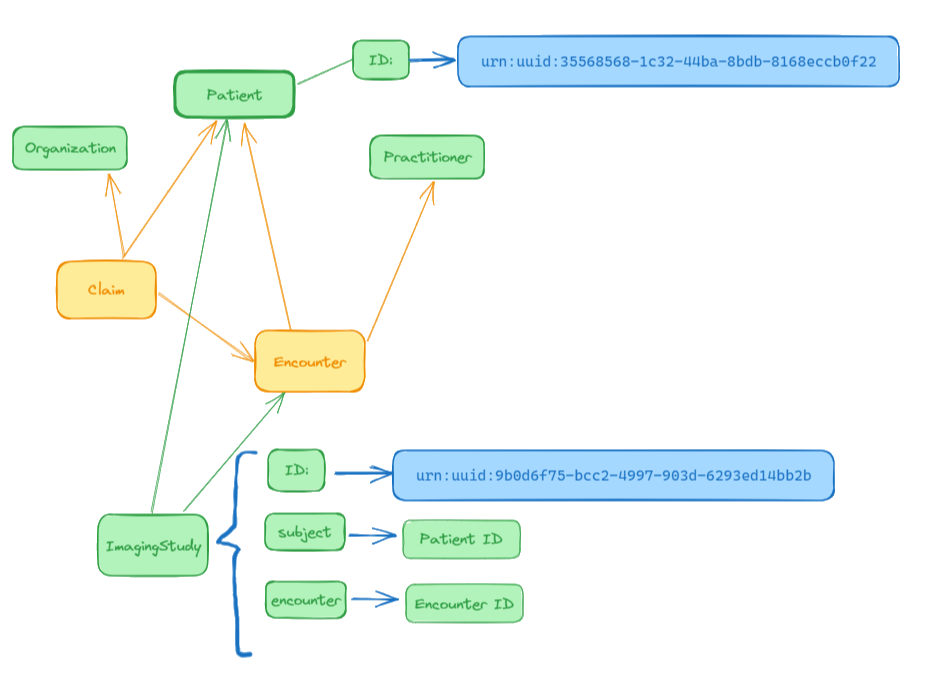 ID:
urn:uuid:35568568-1c32-44ba-8bdb-8168eccb0f22
Patient
Organization
Practitioner
Claim
Encounter
ID:
urn:uuid:9b0d6f75-bcc2-4997-903d-6293ed14bb2b
subject
Patient ID
ImagingStudy
encounter
Encounter ID